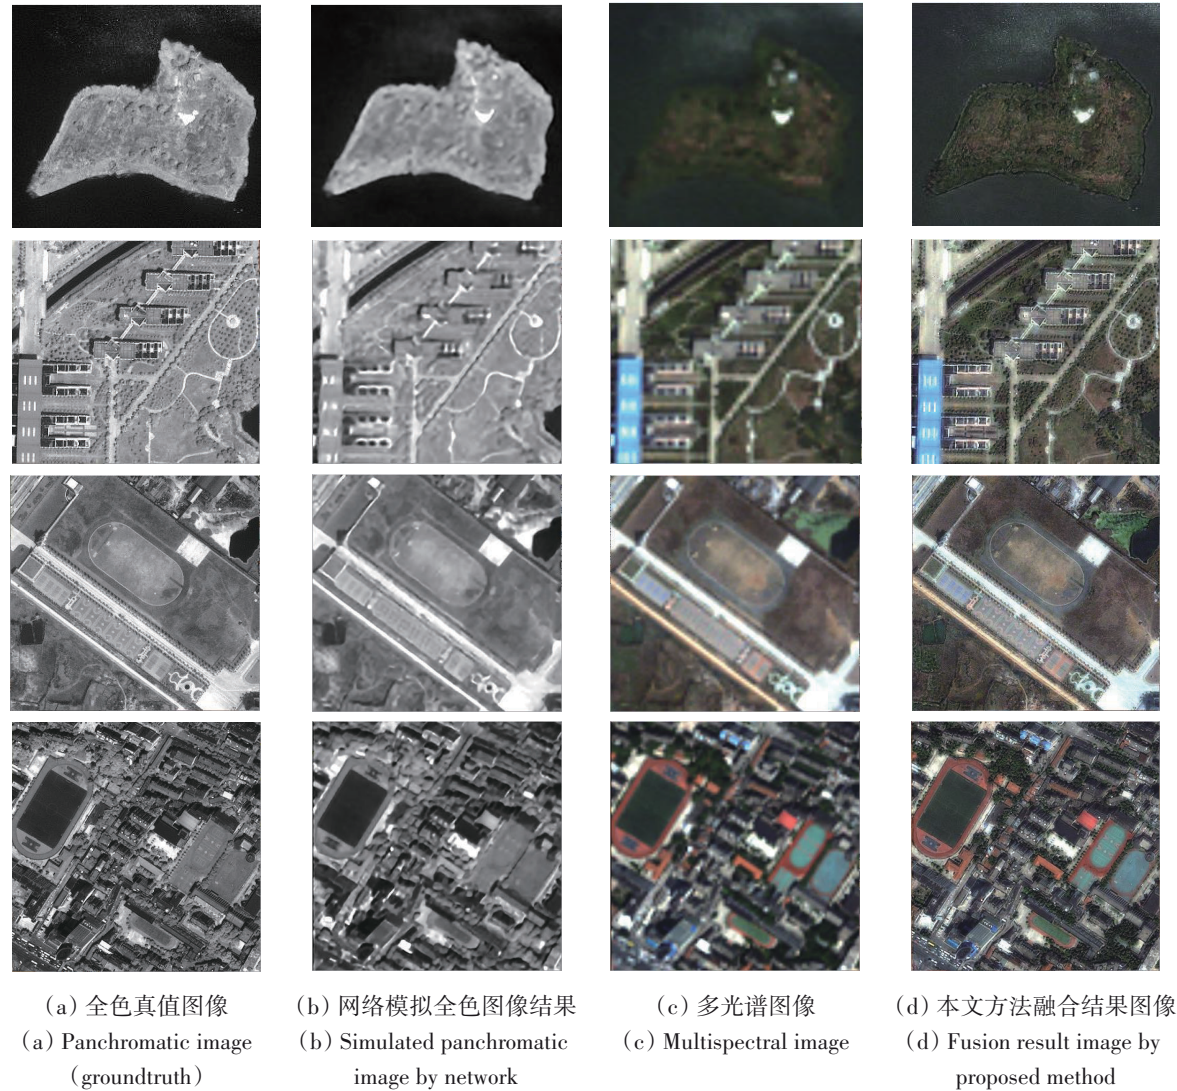 (a) 全色真值图像
(b) 网络模拟全色图像结果
(c) 多光谱图像
(d) 本文方法融合结果图像
(a) Panchromatic image
(groundtruth)
(b) Simulated panchromatic
image by network
(c) Multispectral image
(d) Fusion result image by
proposed method